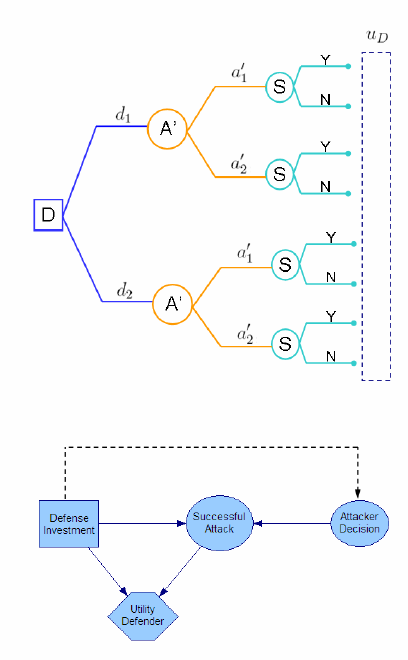 u_D
Y
a′_1
S
N
d_1
A'
Y
a′_2
S
N
D
Y
a′_1
S
N
d_2
A'
Y
a′_2
S
N
Defense
Investment
Successful
Attack
Attacker
Decision
Utility
Defender